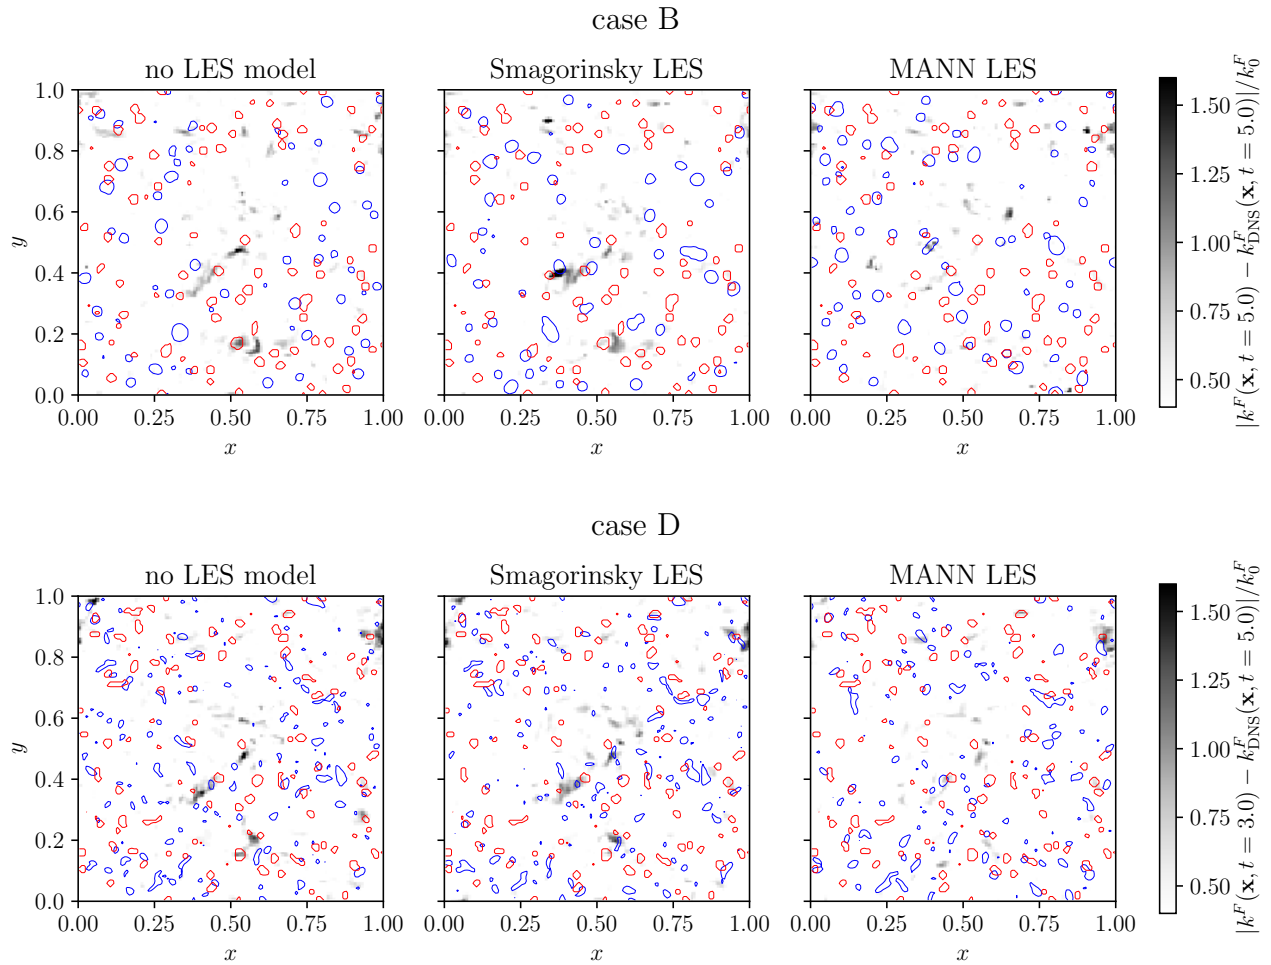 case B
no LES model
Smagorinsky LES
MANN LES
1.0
0.8
0.6
0.4
0.2
0.0
y
0.00 0.25 0.50 0.75 1.00
x
0.00 0.25 0.50 0.75 1.00
x
0.00 0.25 0.50 0.75 1.00
x
1.50
1.25
1.00
0.75
0.50
|k^F(𝐱, t = 5.0) − k^F_DNS(𝐱, t = 5.0)|/k^F_0
case D
no LES model
Smagorinsky LES
MANN LES
1.0
0.8
0.6
0.4
0.2
0.0
y
0.00 0.25 0.50 0.75 1.00
x
0.00 0.25 0.50 0.75 1.00
x
0.00 0.25 0.50 0.75 1.00
x
1.50
1.25
1.00
0.75
0.50
|k^F(𝐱, t = 3.0) − k^F_DNS(𝐱, t = 5.0)|/k^F_0